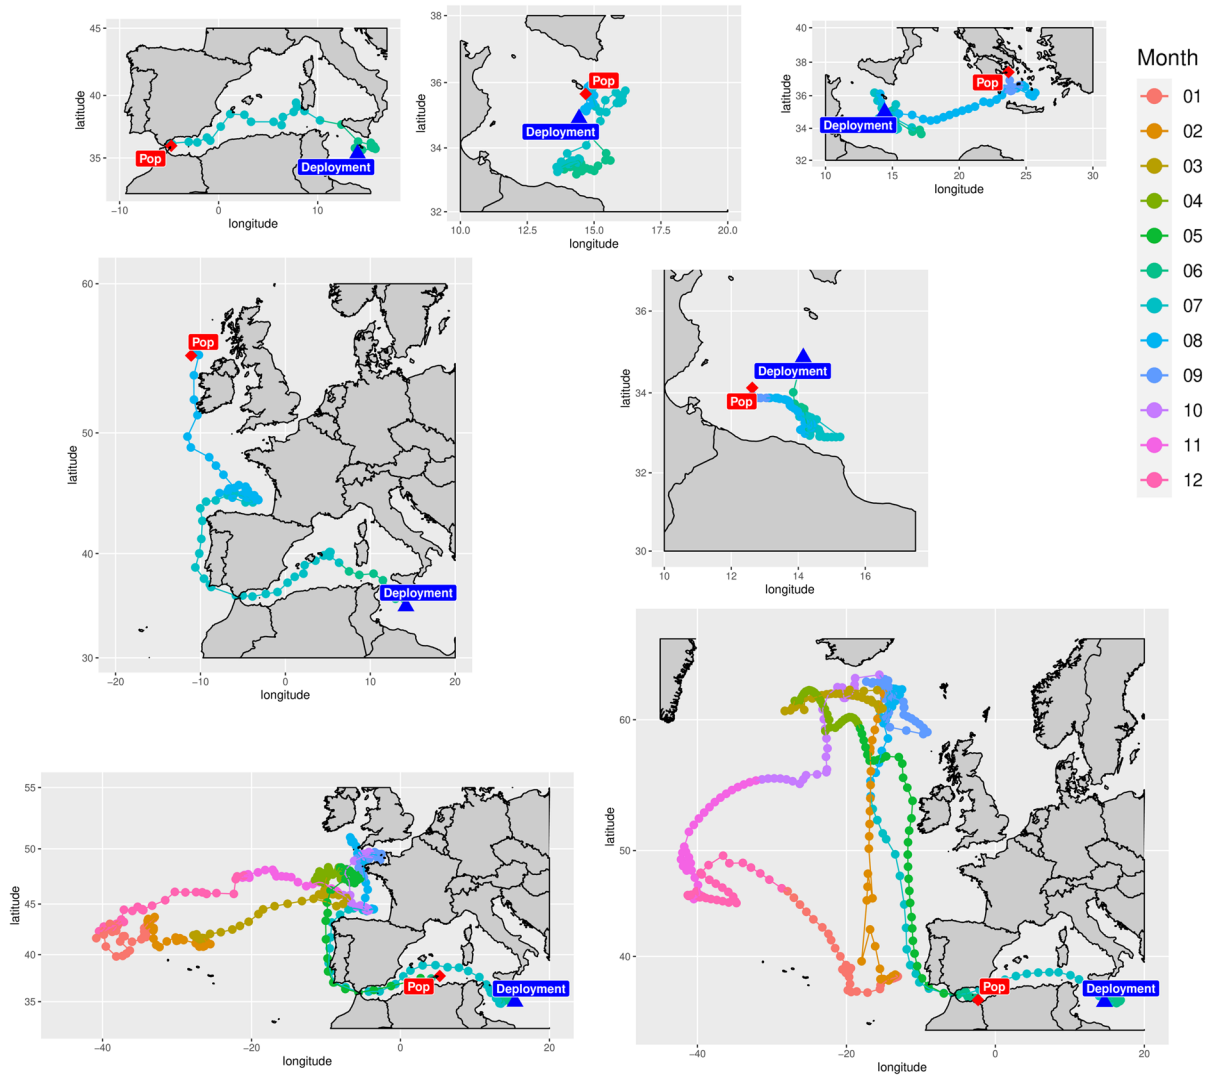 45
40
35
latitude
Pop
Deployment
−10
0
10
longitude
38
36
34
32
latitude
Pop
Deployment
10.0
12.5
15.0
17.5
20.0
longitude
40
38
36
34
32
latitude
Pop
Deployment
10
15
20
25
30
longitude
Month
01
02
03
04
05
06
07
08
09
10
11
12
60
50
40
30
latitude
Pop
Deployment
−20
−10
0
10
20
longitude
36
34
32
30
latitude
Deployment
Pop
10
12
14
16
longitude
55
50
45
40
35
latitude
Pop
Deployment
−40
−20
0
20
longitude
60
50
40
latitude
Pop
Deployment
−40
−20
0
20
longitude